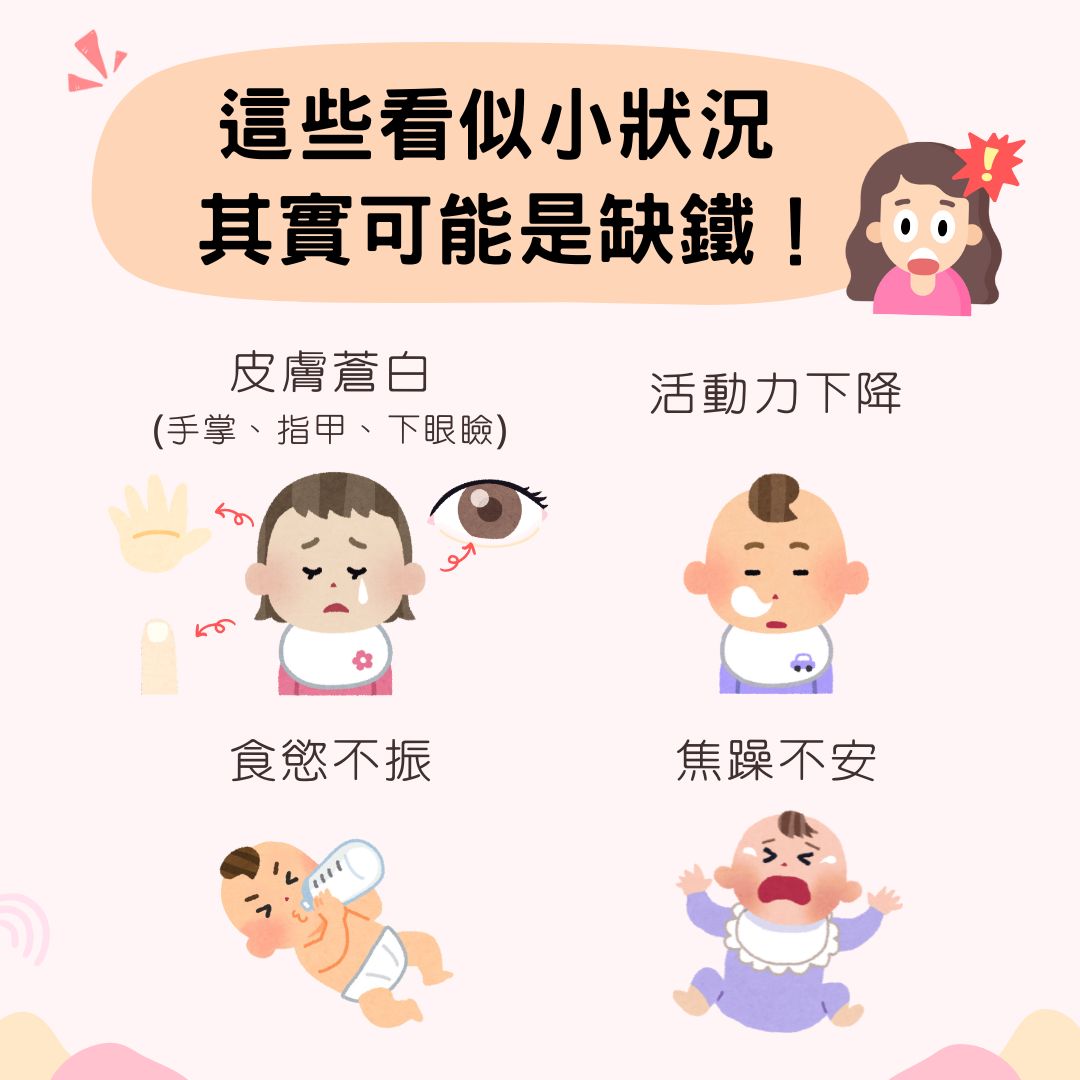 這些看似小狀況
其實可能是缺鐵！
皮膚蒼白
(手掌、指甲、下眼瞼)
活動力下降
食慾不振
焦躁不安